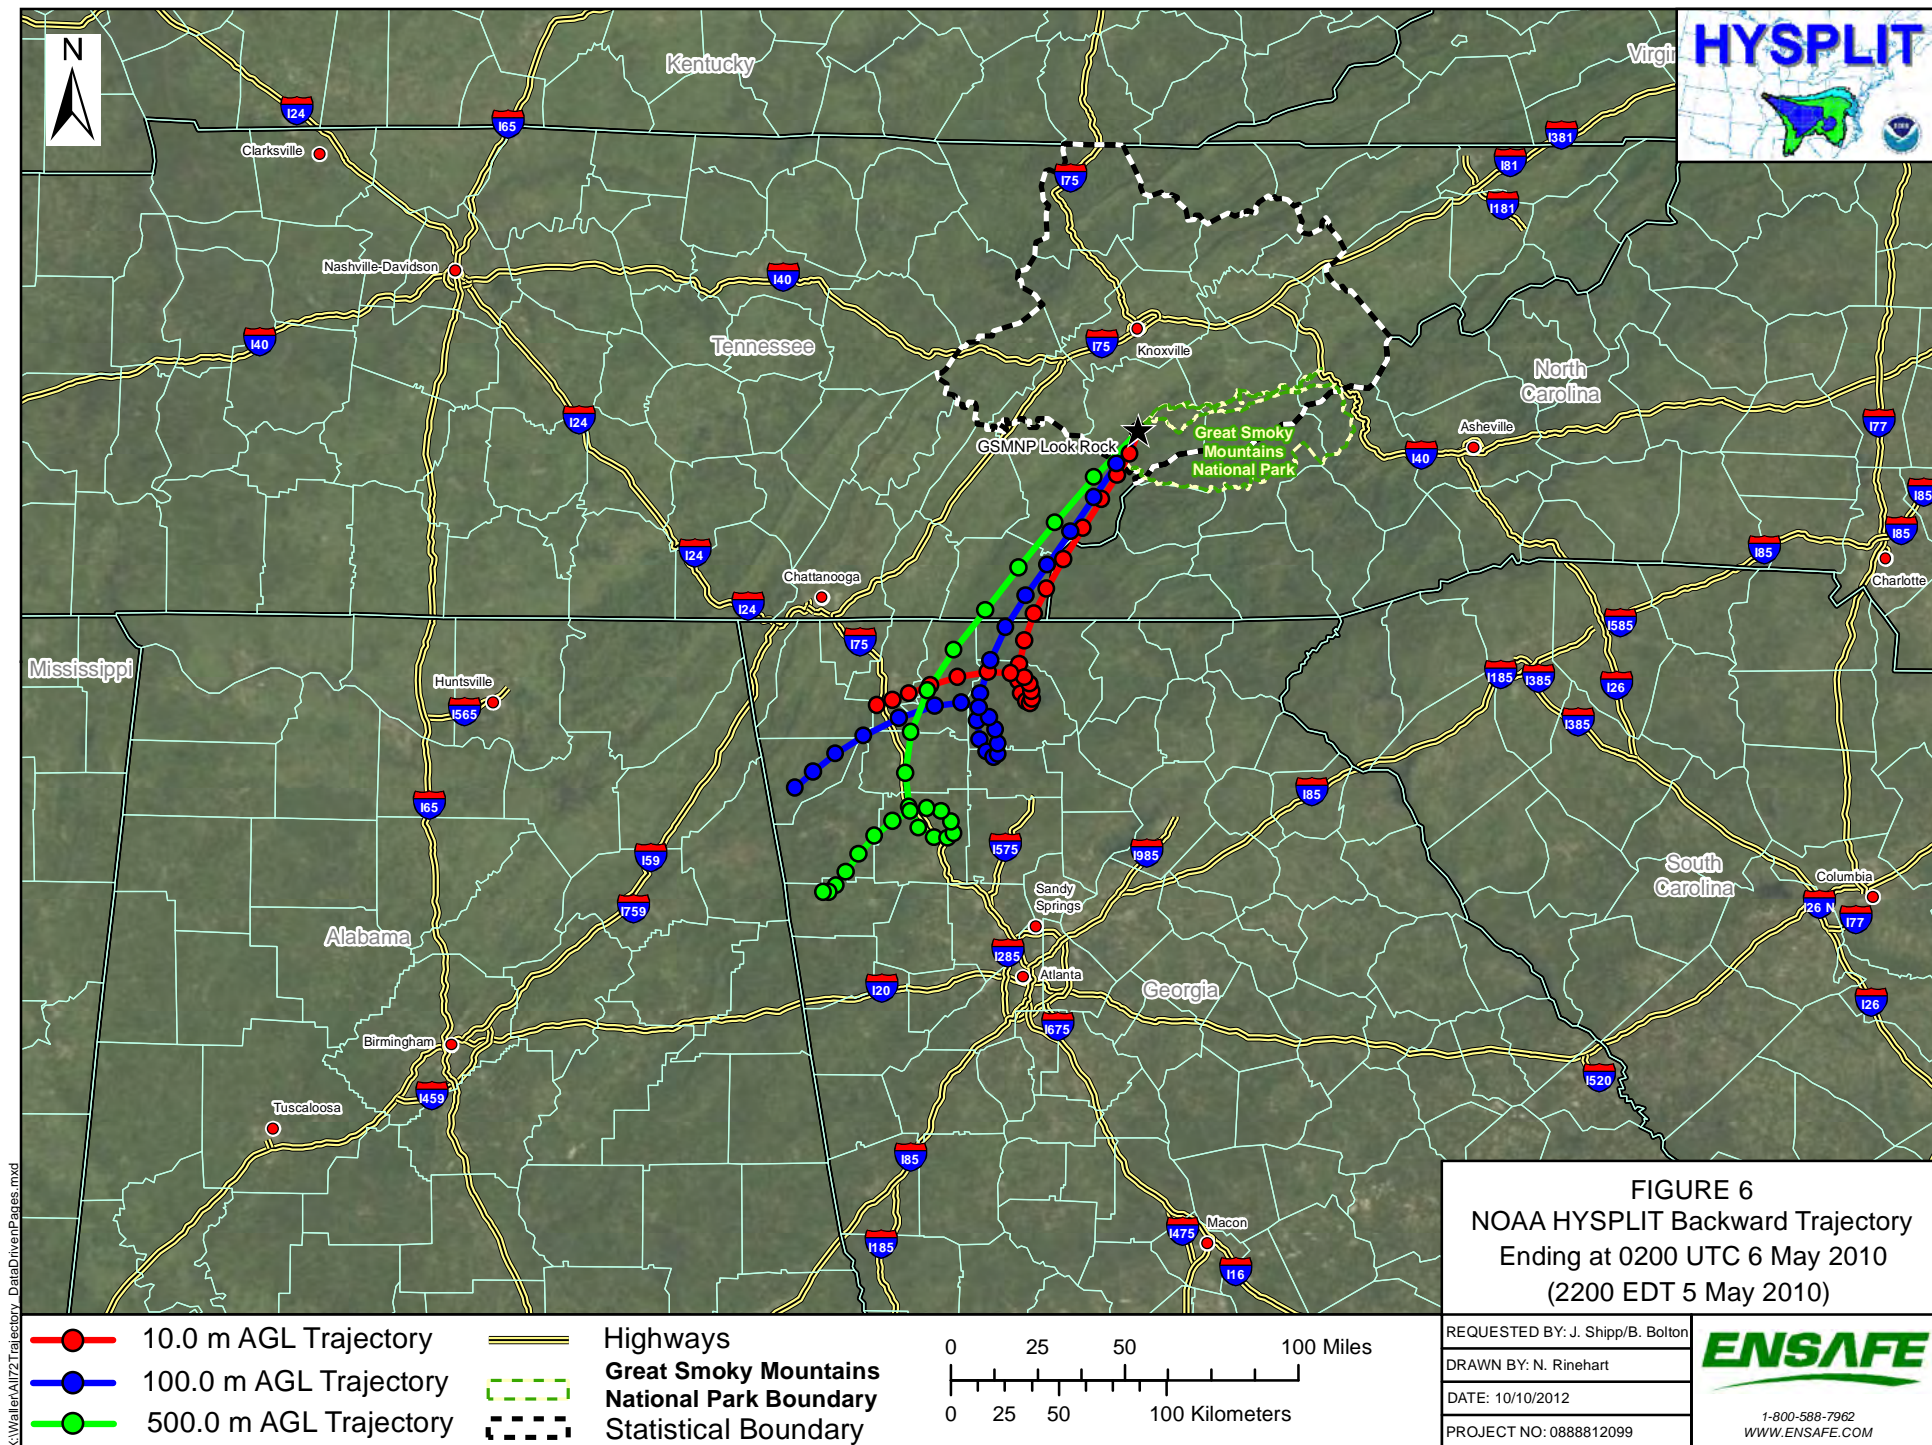 N
HYSPLIT
Kentucky
I24
I65
Clarksville
I75
I381
I81
I181
Nashville-Davidson
I40
I40
Tennessee
I75
Knoxville
North
Carolina
I24
I77
GSMNP Look Rock
Great Smoky
Mountains
National Park
Asheville
I40
I85
I85
I24
I85
Chattanooga
Charlotte
I24
I75
I585
Mississippi
Huntsville
I565
I185
I385
I26
I385
I65
I85
I575
I985
I59
South
Carolina
Columbia
Sandy
Springs
I759
I26 N
I77
Alabama
I285
Atlanta
I20
Georgia
I26
I675
Birmingham
I520
I459
Tuscaloosa
I85
I475
Macon
I185
I16
FIGURE 6
NOAA HYSPLIT Backward Trajectory
Ending at 0200 UTC 6 May 2010
(2200 EDT 5 May 2010)
10.0 m AGL Trajectory
100.0 m AGL Trajectory
500.0 m AGL Trajectory
Highways
Great Smoky Mountains
National Park Boundary
Statistical Boundary
0 25 50 100 Miles
0 25 50 100 Kilometers
REQUESTED BY: J. Shipp/B. Bolton
DRAWN BY: N. Rinehart
DATE: 10/10/2012
PROJECT NO: 0888812099
ENSAFE
1-800-588-7962
WWW.ENSAFE.COM